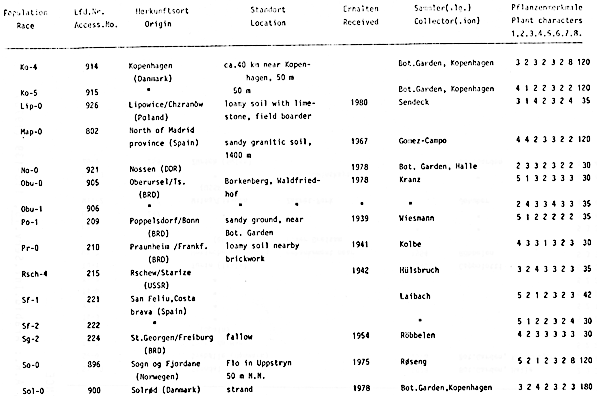 Population Lfd.Nr. Herkunftsort Standort Erhalten Sammler(.ie.) Pflanzenmerkmale
Race Access.No. Origin Location Received Collector(.ion) Plant characters
1.2.3.4.5.6.7.8.
Ko-4 914 Kopenhagen ca.40 km near Kopen- Bot.Garden, Kopenhagen 3 2 3 2 3 2 8 120
(Danmark) hagen, 50 m
Ko-5 915 " 50 m Bot.Garden, Kopenhagen 4 1 2 2 3 2 2 120
Lip-0 926 Lipowice/Chzranów loamy soil with lime- 1980 Sendeck 3 1 4 2 3 2 4 35
(Poland) stone, field boarder
Map-0 802 North of Madrid
province (Spain) sandy granitic soil, 1967 Gomez-Campo 4 4 2 3 3 2 2 120
1400 m
No-0 921 Nossen (DDR) 1978 Bot. Garden, Halle 2 3 3 2 3 2 2 30
Obu-0 905 Oberursel/Ts. Borkenberg, Waldfried- 1978 Kranz 5 1 3 2 3 3 3 30
(BRD) hof
Obu-1 906 " " " " 2 4 3 3 4 3 3 35
Po-1 209 Poppelsdorf/Bonn sandy ground, near 1939 Wiesmann 5 1 2 2 2 2 2 35
(BRD) Bot. Garden
Pr-0 210 Praunheim /Frankf. loamy soil nearby 1941 Kolbe 4 3 3 1 3 2 3 30
(BRD) brickwork
Rsch-4 215 Rschew/Starize 1942 Hülsbruch 3 2 4 3 3 2 3 35
(USSR)
Sf-1 221 San Feliu,Costa Laibach 5 2 1 2 3 2 3 42
brava (Spain)
Sf-2 222 " " 5 1 2 2 3 2 4 30
Sg-2 224 St.Georgen/Freiburg fallow 1954 Röbbelen 4 2 3 3 3 3 3 30
(BRD)
So-0 896 Sogn og Fjordane Flo in Uppstryn 1975 Røseng 5 2 1 2 3 2 8 120
(Norwegen) 50 m N.N.
Sol-0 900 Solrød (Danmark) strand 1978 Bot.Garden,Kopenhagen 3 2 4 2 3 2 3 180